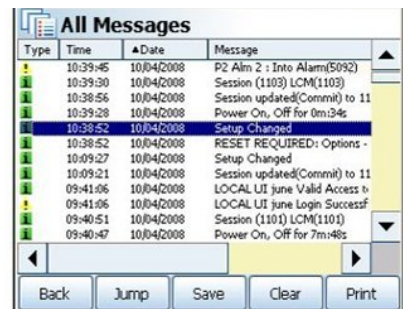 All Messages
Type Time ▲Date Message
10:39:45 10/04/2008 P2 Alm 2 : Into Alarm(5092)
10:39:30 10/04/2008 Session (1103) LCM(1103)
10:38:56 10/04/2008 Session updated(Commit) to 11
10:39:28 10/04/2008 Power On, Off for 0m:34s
10:38:52 10/04/2008 Setup Changed
10:38:52 10/04/2008 RESET REQUIRED: Options -
10:09:27 10/04/2008 Setup Changed
10:09:21 10/04/2008 Session updated(Commit) to 11
09:41:06 10/04/2008 LOCAL UI june Valid Access t
09:41:06 10/04/2008 LOCAL UI june Login Successf
09:40:51 10/04/2008 Session (1101) LCM(1101)
09:40:47 10/04/2008 Power On, Off for 7m:48s
Back Jump Save Clear Print